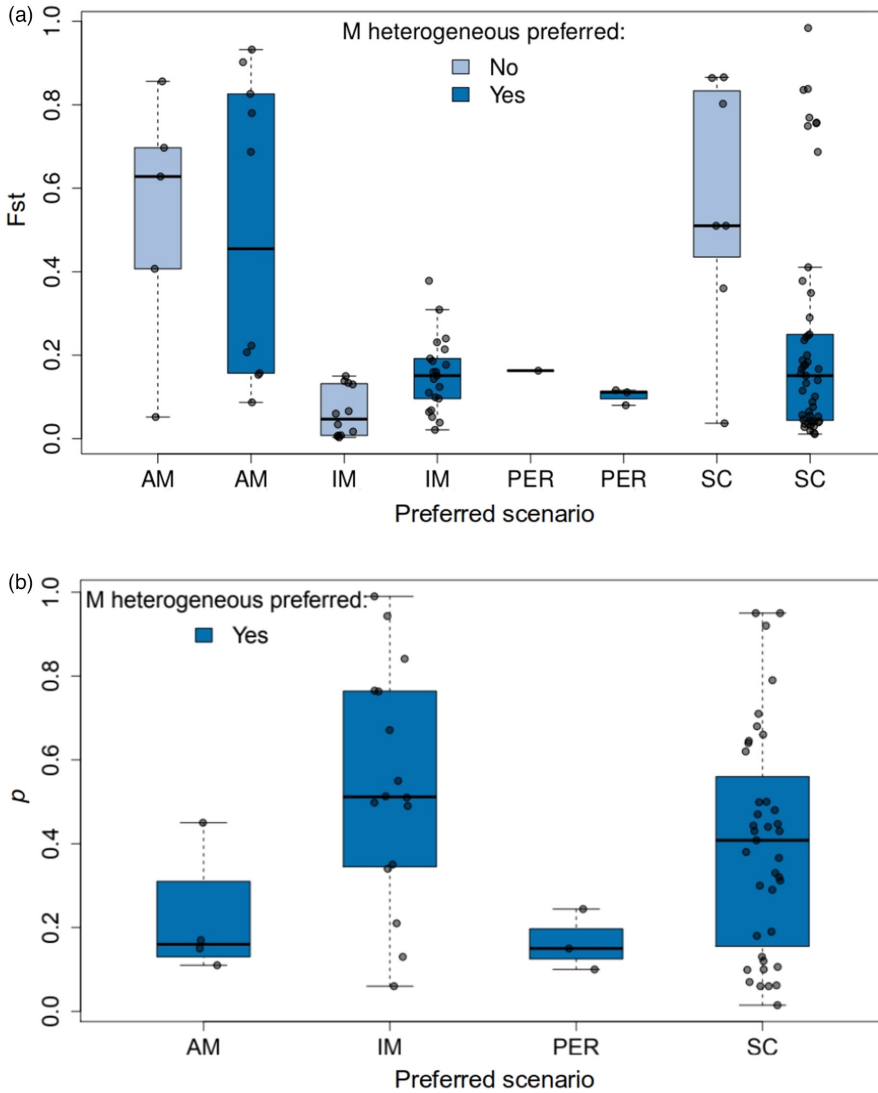 (a)
M heterogeneous preferred:
No
Yes
Fst
1.0
0.8
0.6
0.4
0.2
0.0
AM AM IM IM PER PER SC SC
Preferred scenario
(b)
M heterogeneous preferred:
Yes
p
1.0
0.8
0.6
0.4
0.2
0.0
AM IM PER SC
Preferred scenario